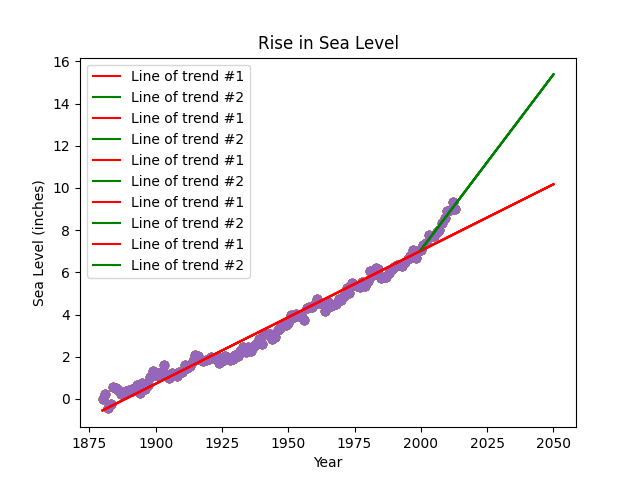 Rise in Sea Level
16
14
12
10
8
6
4
2
0
Sea Level (inches)
Line of trend #1
Line of trend #2
Line of trend #1
Line of trend #2
Line of trend #1
Line of trend #2
Line of trend #1
Line of trend #2
Line of trend #1
Line of trend #2
1875 1900 1925 1950 1975 2000 2025 2050
Year